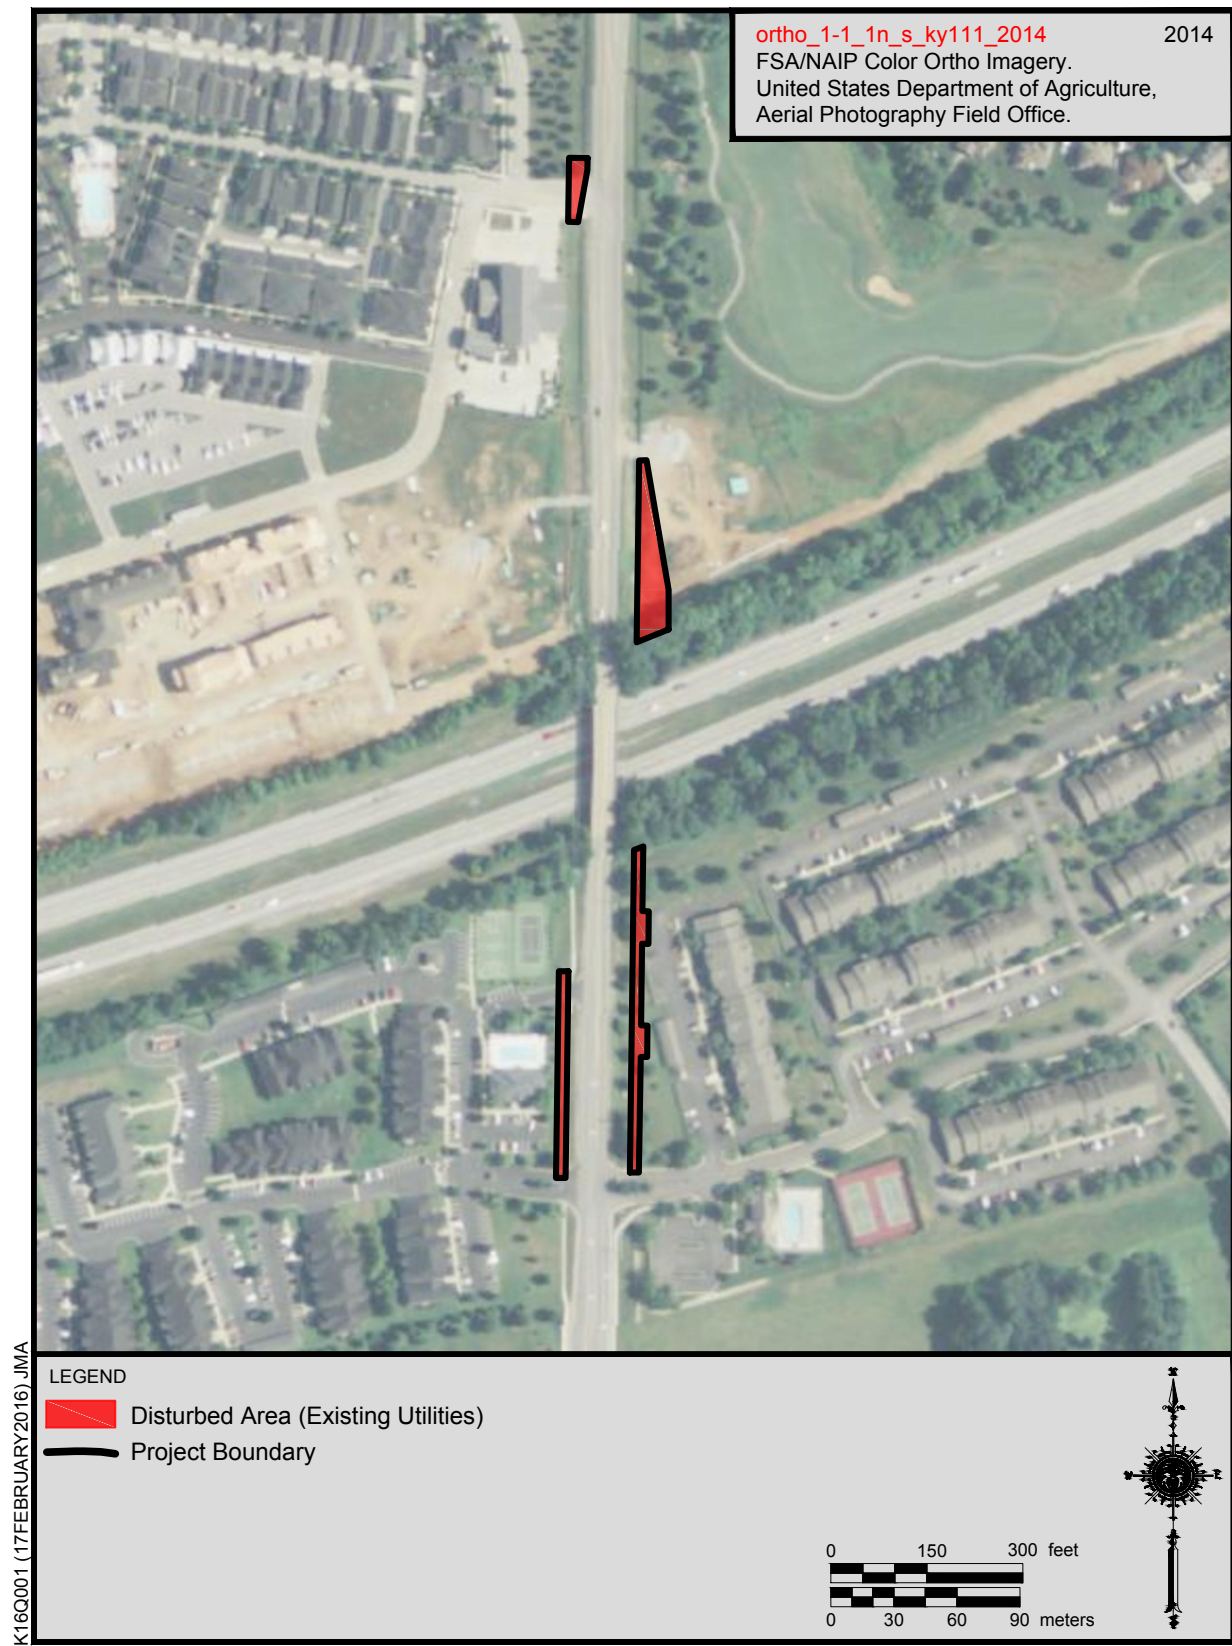 ortho_1-1_1n_s_ky111_2014 2014
FSA/NAIP Color Ortho Imagery.
United States Department of Agriculture,
Aerial Photography Field Office.
K16Q001 (17FEBRUARY2016) JMA
LEGEND
Disturbed Area (Existing Utilities)
Project Boundary
0 150 300 feet
0 30 60 90 meters